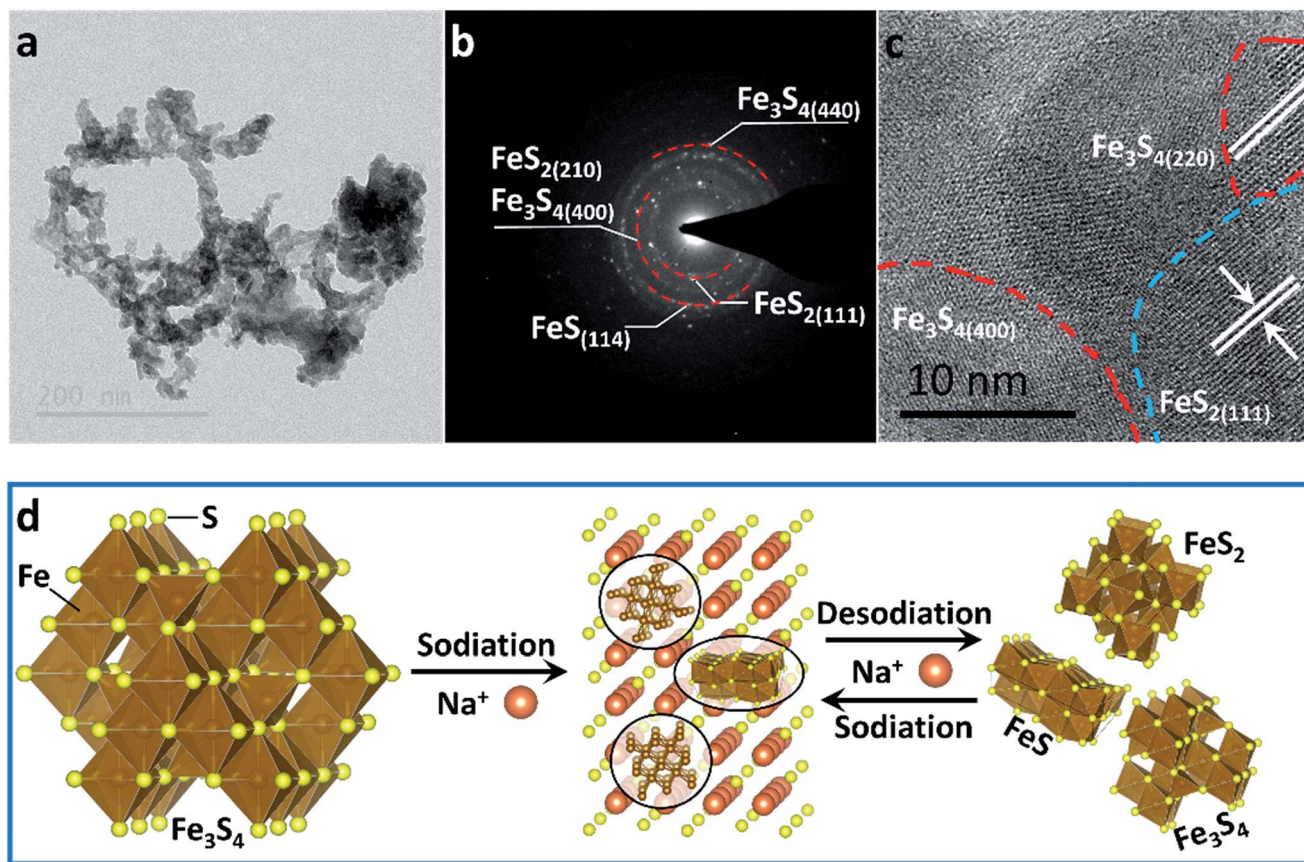 a
200 nm
b
Fe₃S₄₍₄₄₀₎
FeS₂₍₂₁₀₎
Fe₃S₄₍₄₀₀₎
FeS₂₍₁₁₁₎
FeS₍₁₁₄₎
c
Fe₃S₄₍₂₂₀₎
Fe₃S₄₍₄₀₀₎
10 nm
FeS₂₍₁₁₁₎
d
S
Fe
Fe₃S₄
Sodiation
Na⁺
Desodiation
Na⁺
Sodiation
FeS₂
FeS
Fe₃S₄